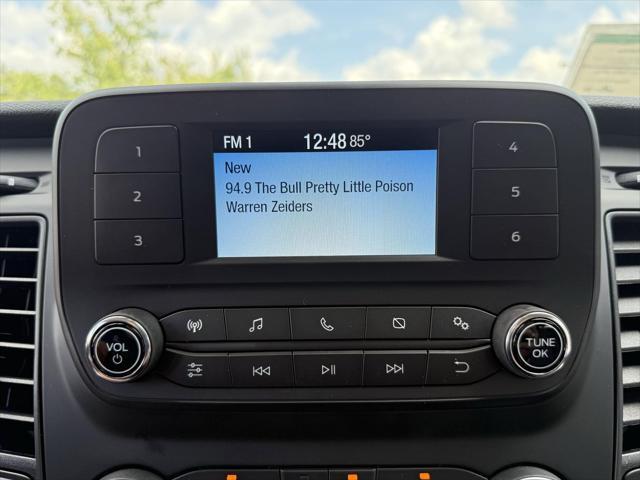 FM 1 12:48 85°
New
94.9 The Bull Pretty Little Poison
Warren Zeiders
1
2
3
4
5
6
VOL
TUNE
OK